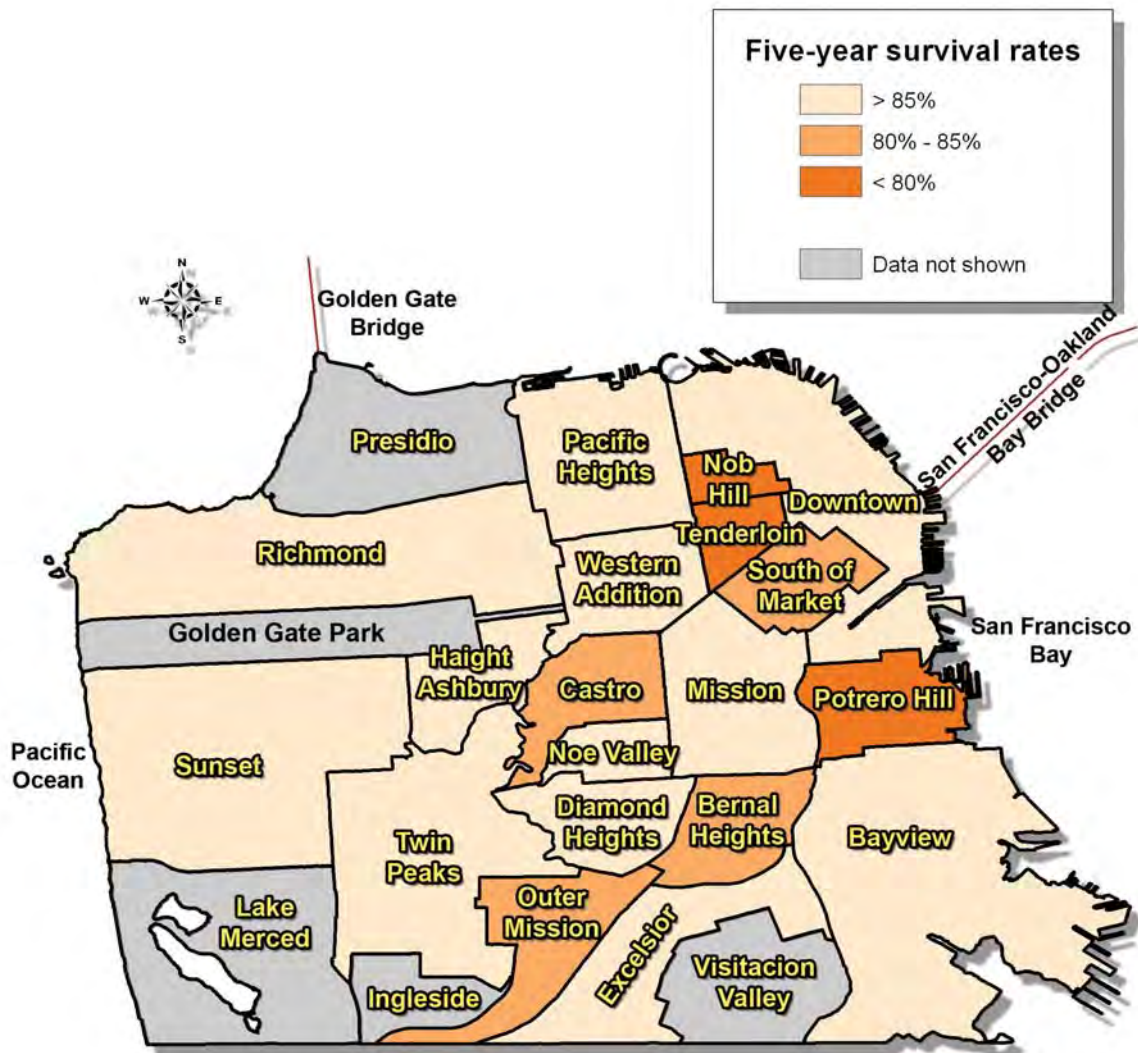 Five-year survival rates
> 85%
80% - 85%
< 80%
Data not shown
N
W
E
S
Golden Gate
Bridge
San Francisco-Oakland
Bay Bridge
Presidio
Pacific
Heights
Nob
Hill
Downtown
Tenderloin
Richmond
Western
Addition
South of
Market
Golden Gate Park
San Francisco
Bay
Haight
Ashbury
Castro
Mission
Potrero Hill
Pacific
Ocean
Sunset
Noe Valley
Diamond
Heights
Bernal
Heights
Bayview
Twin
Peaks
Outer
Mission
Lake
Merced
Excelsior
Visitacion
Valley
Ingleside